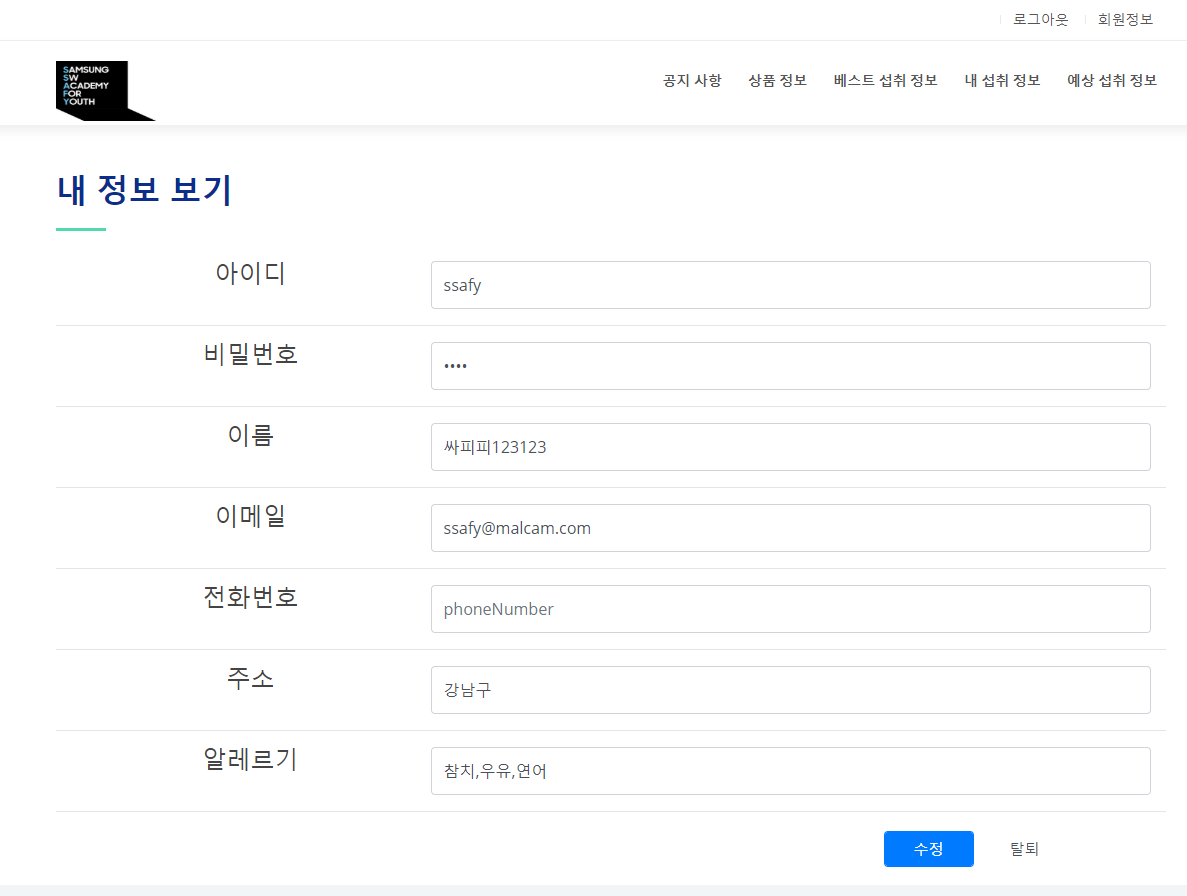 로그아웃 회원정보
SAMSUNG
SW
ACADEMY
FOR
YOUTH
공지 사항 상품 정보 베스트 섭취 정보 내 섭취 정보 예상 섭취 정보
내 정보 보기
아이디 ssafy
비밀번호 ••••
이름 싸피피123123
이메일 ssafy@malcam.com
전화번호 phoneNumber
주소 강남구
알레르기 참치,우유,연어
수정 탈퇴